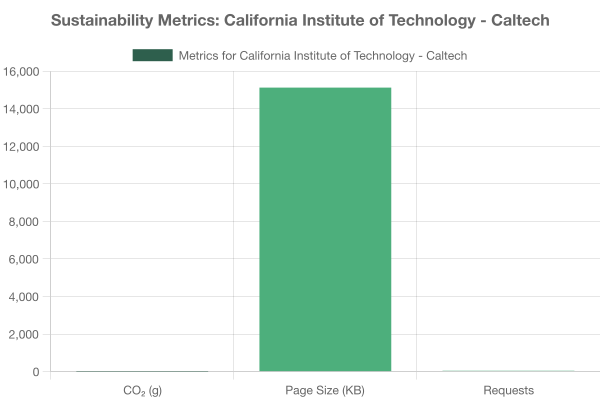 Sustainability Metrics: California Institute of Technology - Caltech
Metrics for California Institute of Technology - Caltech
16,000
14,000
12,000
10,000
8,000
6,000
4,000
2,000
0
CO₂ (g)
Page Size (KB)
Requests